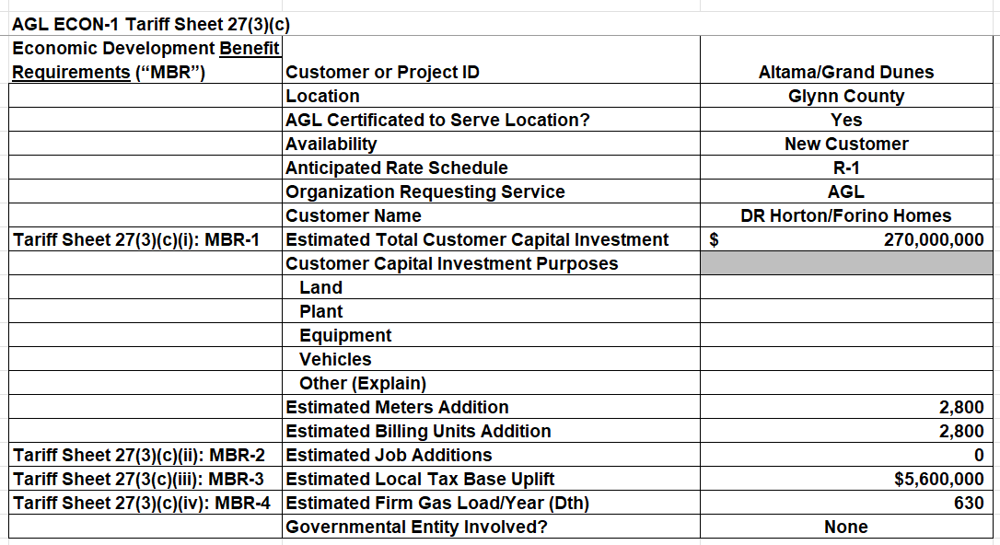 AGL ECON-1 Tariff Sheet 27(3)(c)
Economic Development Benefit
Requirements (“MBR”) Customer or Project ID Altama/Grand Dunes
Location Glynn County
AGL Certificated to Serve Location? Yes
Availability New Customer
Anticipated Rate Schedule R-1
Organization Requesting Service AGL
Customer Name DR Horton/Forino Homes
Tariff Sheet 27(3)(c)(i): MBR-1 Estimated Total Customer Capital Investment $ 270,000,000
Customer Capital Investment Purposes
Land
Plant
Equipment
Vehicles
Other (Explain)
Estimated Meters Addition 2,800
Estimated Billing Units Addition 2,800
Tariff Sheet 27(3)(c)(ii): MBR-2 Estimated Job Additions 0
Tariff Sheet 27(3(c)(iii): MBR-3 Estimated Local Tax Base Uplift $5,600,000
Tariff Sheet 27(3)(c)(iv): MBR-4 Estimated Firm Gas Load/Year (Dth) 630
Governmental Entity Involved? None